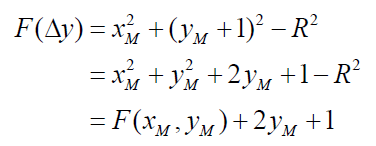 F(Δy) = x_M^2 + (y_M + 1)^2 − R^2
= x_M^2 + y_M^2 + 2y_M + 1 − R^2
= F(x_M, y_M) + 2y_M + 1